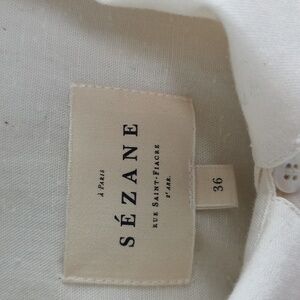 À PARIS
SÉZANE
RUE SAINT-FIACRE
2ᵉ ARR.
36